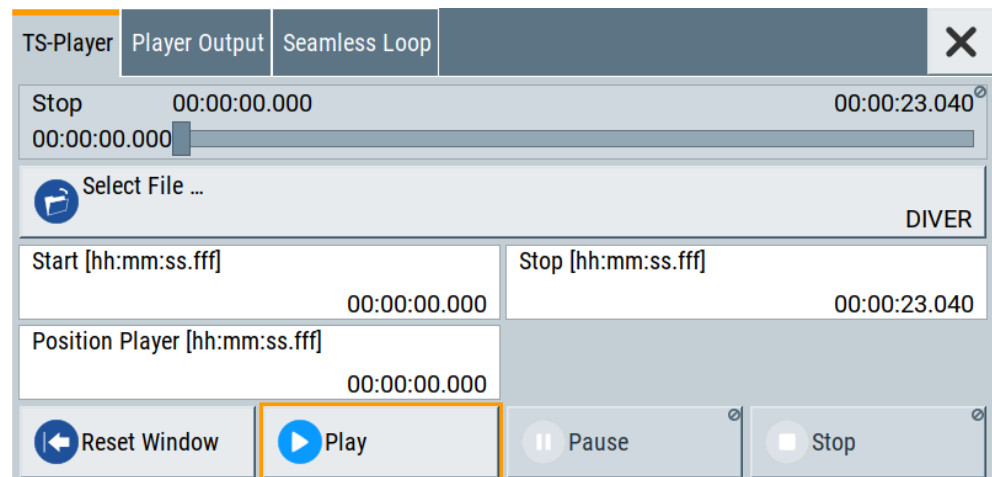 TS-Player Player Output Seamless Loop
Stop 00:00:00.000 00:00:23.040
00:00:00.000
Select File ...
DIVER
Start [hh:mm:ss.fff] Stop [hh:mm:ss.fff]
00:00:00.000 00:00:23.040
Position Player [hh:mm:ss.fff]
00:00:00.000
Reset Window Play Pause Stop